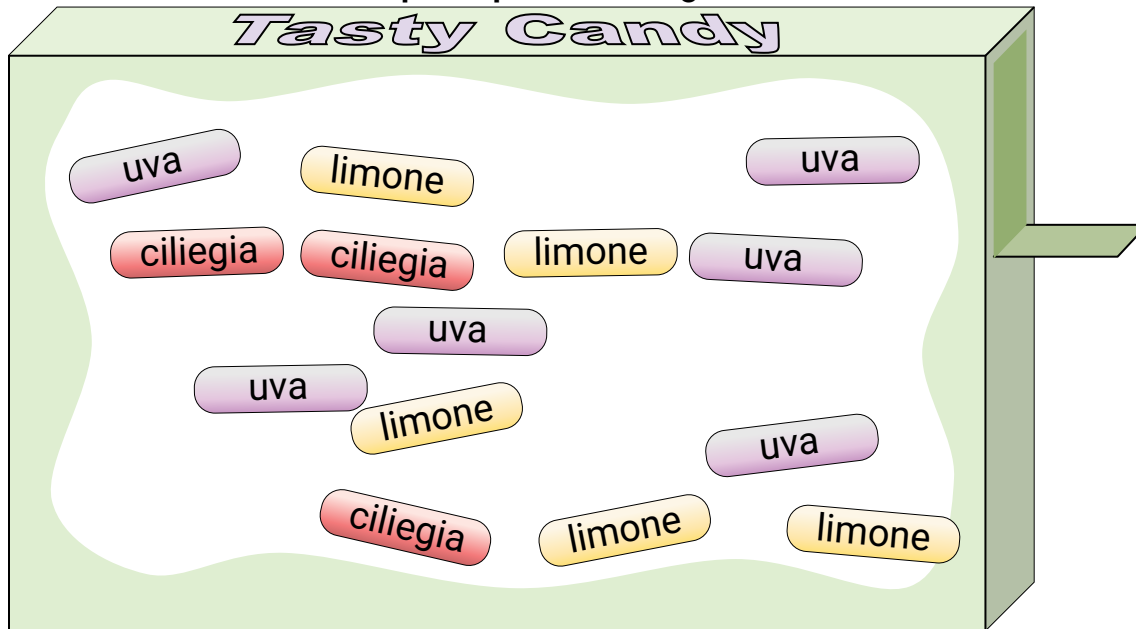 Tasty Candy
uva
limone
uva
ciliegia
ciliegia
limone
uva
uva
uva
limone
uva
ciliegia
limone
limone